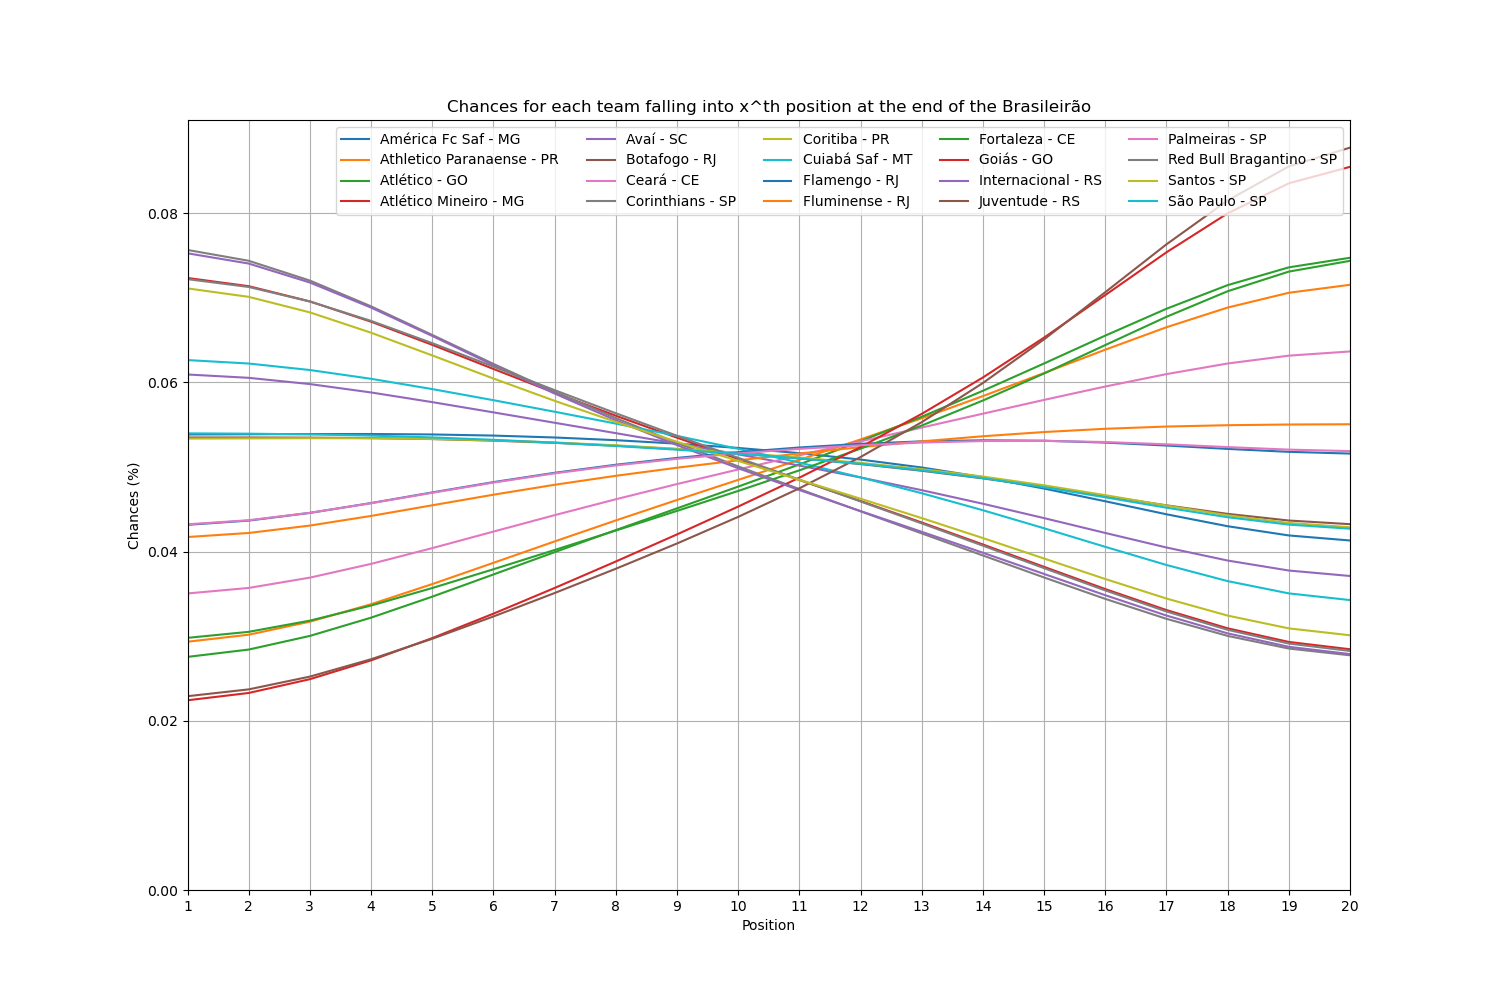 Chances for each team falling into x^th position at the end of the Brasileirão
América Fc Saf - MG
Athletico Paranaense - PR
Atlético - GO
Atlético Mineiro - MG
Avaí - SC
Botafogo - RJ
Ceará - CE
Corinthians - SP
Coritiba - PR
Cuiabá Saf - MT
Flamengo - RJ
Fluminense - RJ
Fortaleza - CE
Goiás - GO
Internacional - RS
Juventude - RS
Palmeiras - SP
Red Bull Bragantino - SP
Santos - SP
São Paulo - SP
Chances (%)
0.08
0.06
0.04
0.02
0.00
1 2 3 4 5 6 7 8 9 10 11 12 13 14 15 16 17 18 19 20
Position